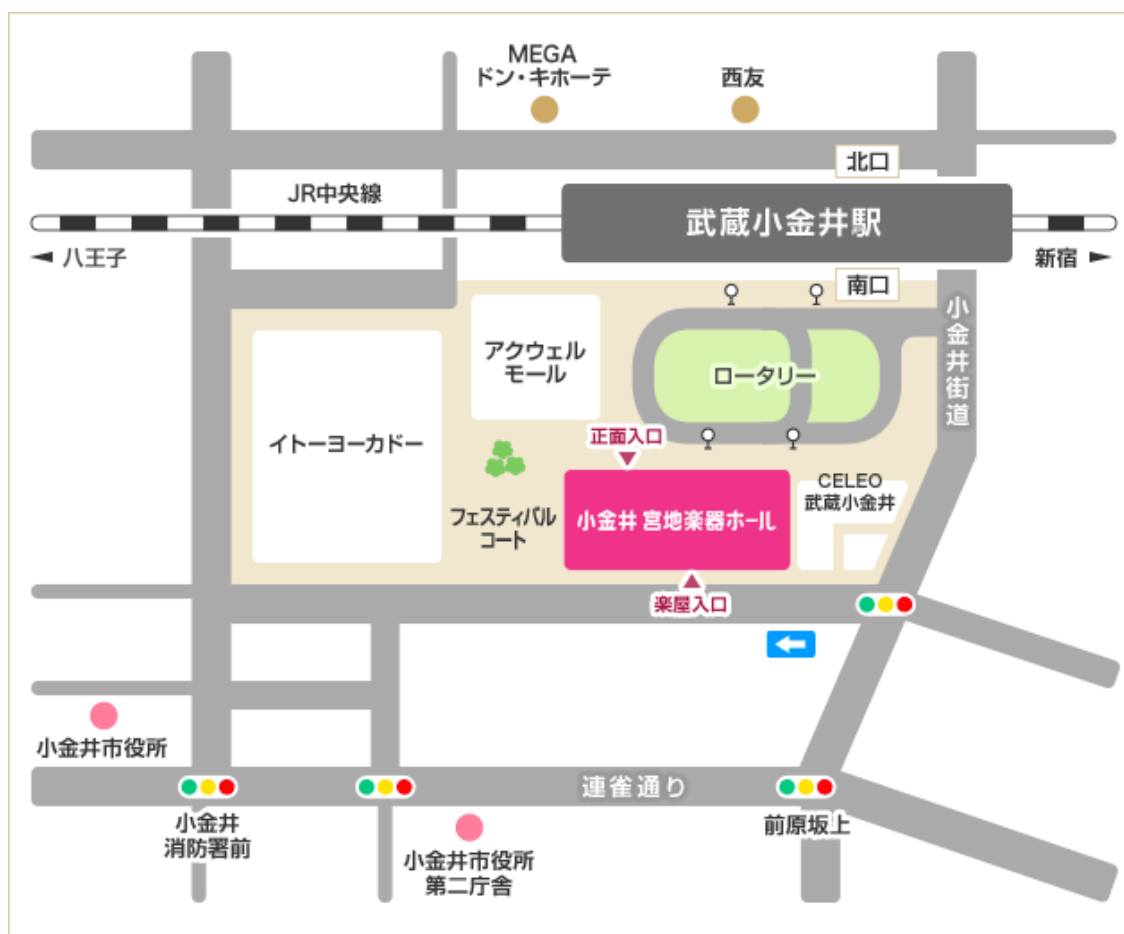 MEGA
ドン・キホーテ
西友
北口
JR中央線
武蔵小金井駅
八王子
新宿
南口
小金井街道
アクウェル
モール
ロータリー
イトーヨーカドー
正面入口
CELEO
武蔵小金井
フェスティバル
コート
小金井 宮地楽器ホール
楽屋入口
小金井市役所
連雀通り
小金井
消防署前
前原坂上
小金井市役所
第二庁舎